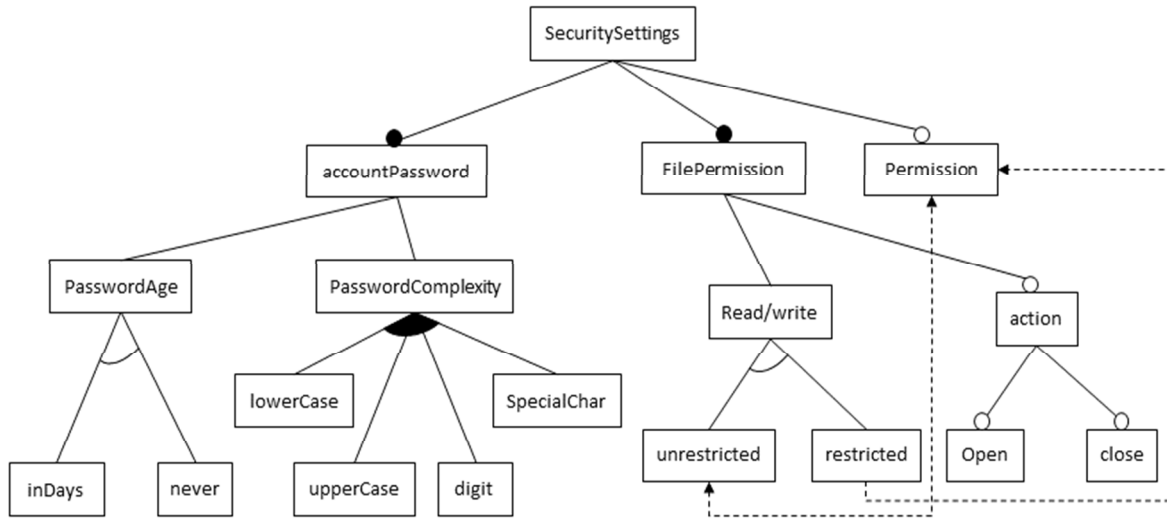 SecuritySettings
accountPassword
FilePermission
Permission
PasswordAge
PasswordComplexity
Read/write
action
lowerCase
SpecialChar
unrestricted
restricted
Open
close
inDays
never
upperCase
digit